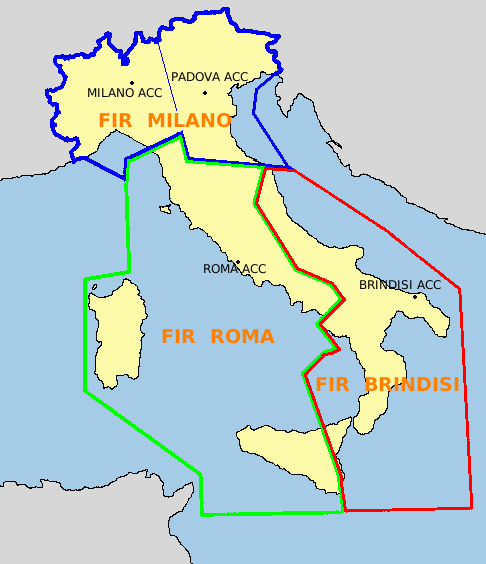 PADOVA ACC
MILANO ACC
FIR MILANO
ROMA ACC
BRINDISI ACC
FIR ROMA
FIR BRINDISI